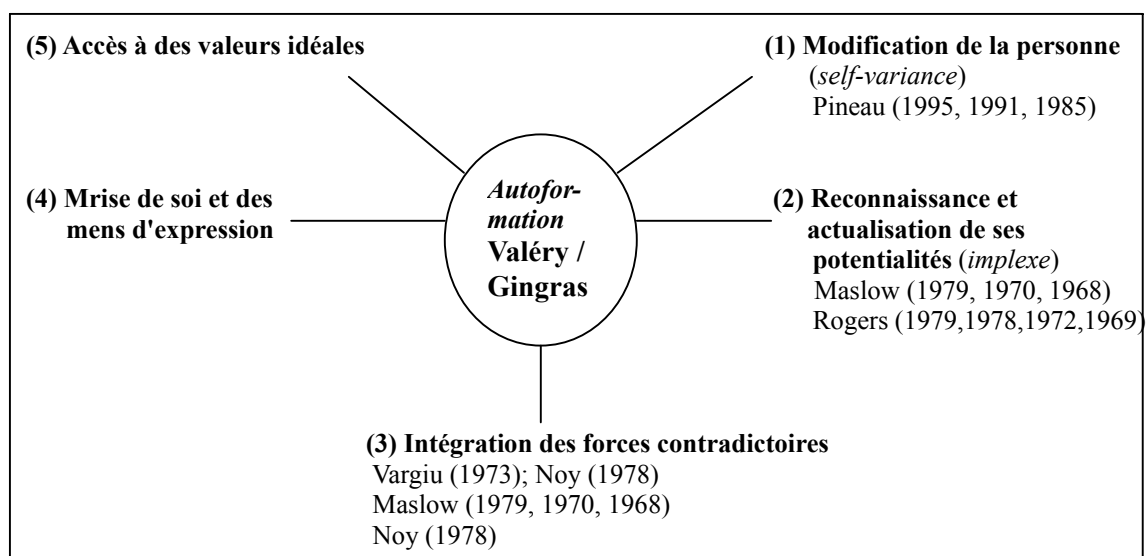 (5) Accès à des valeurs idéales
(1) Modification de la personne
(self-variance)
Pineau (1995, 1991, 1985)
Autofor-
mation
Valéry /
Gingras
(4) Mrise de soi et des
mens d'expression
(2) Reconnaissance et
actualisation de ses
potentialités (implexe)
Maslow (1979, 1970, 1968)
Rogers (1979,1978,1972,1969)
(3) Intégration des forces contradictoires
Vargiu (1973); Noy (1978)
Maslow (1979, 1970, 1968)
Noy (1978)